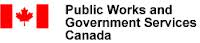 Public Works and
Government Services
Canada